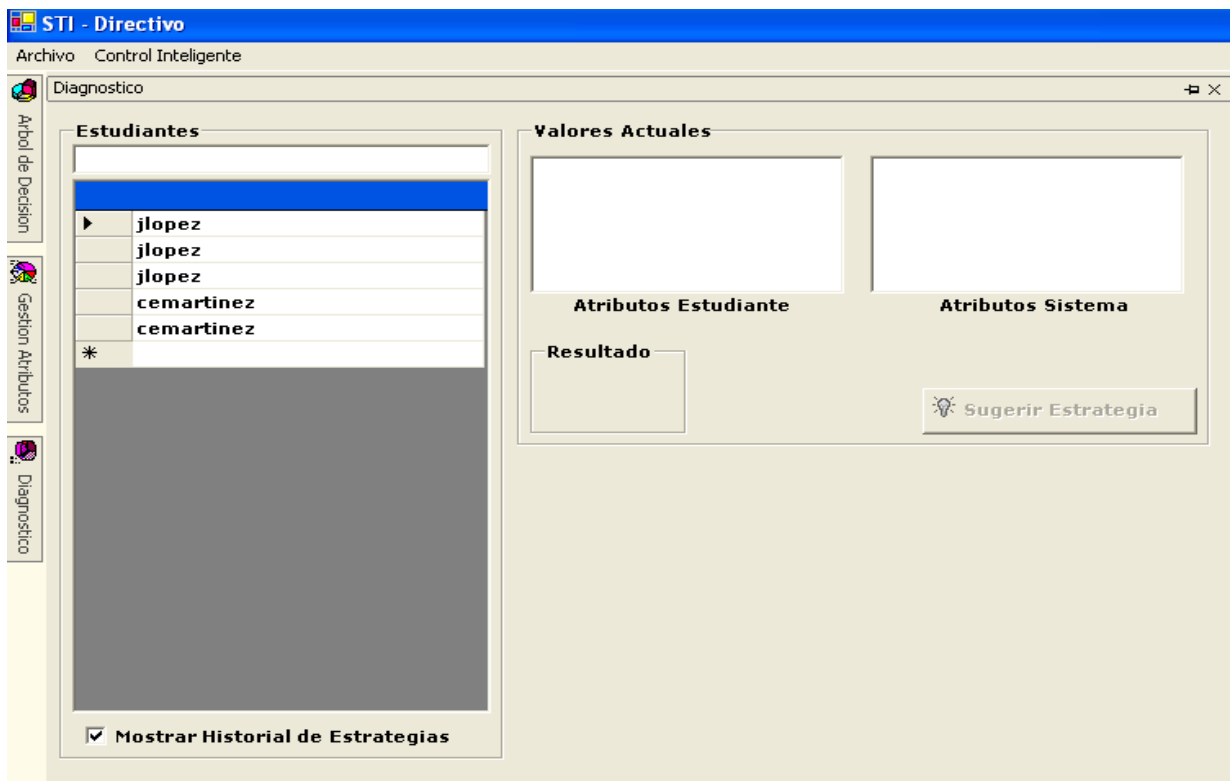 STI - Directivo
Archivo Control Inteligente
Diagnostico
Arbol de Decision
Gestion Atributos
Diagnostico
Estudiantes
jlopez
jlopez
jlopez
cemartinez
cemartinez
Mostrar Historial de Estrategias
Valores Actuales
Atributos Estudiante Atributos Sistema
Resultado
Sugerir Estrategia